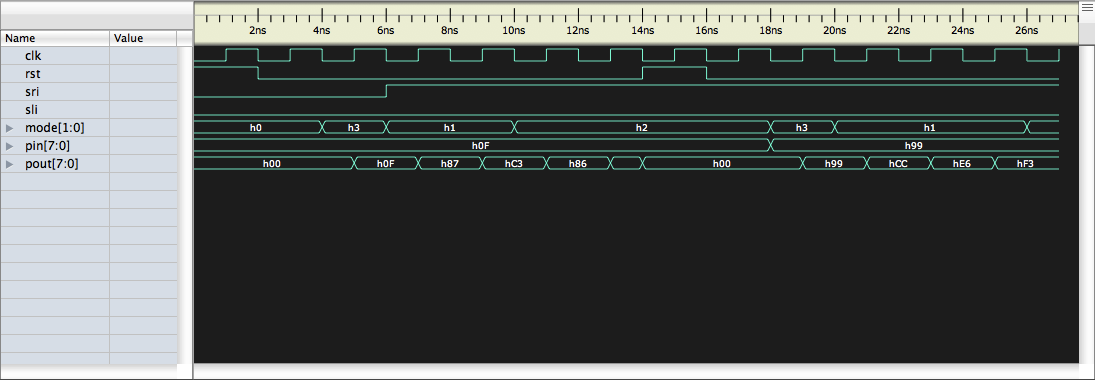 2ns 4ns 6ns 8ns 10ns 12ns 14ns 16ns 18ns 20ns 22ns 24ns 26ns
Name Value
clk
rst
sri
sli
mode[1:0] h0 h3 h1 h2 h3 h1
pin[7:0] h0F h99
pout[7:0] h00 h0F h87 hC3 h86 h00 h99 hCC hE6 hF3